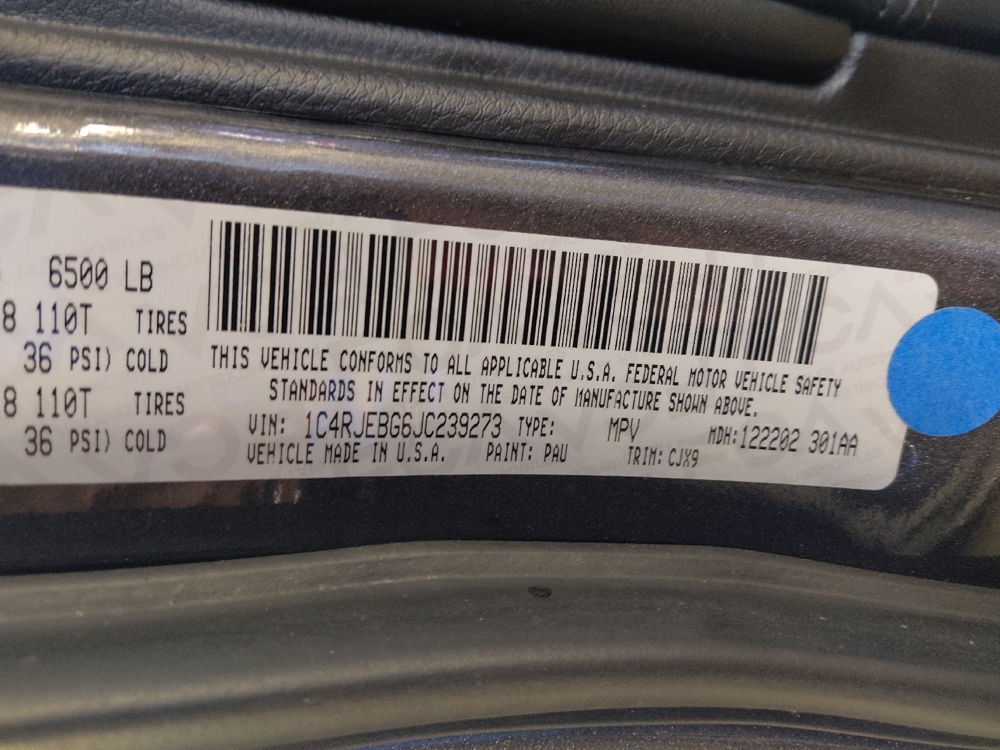 6500 LB
8 110T TIRES
36 PSI) COLD
8 110T TIRES
36 PSI) COLD
THIS VEHICLE CONFORMS TO ALL APPLICABLE U.S.A. FEDERAL MOTOR VEHICLE SAFETY
STANDARDS IN EFFECT ON THE DATE OF MANUFACTURE SHOWN ABOVE.
VIN: 1C4RJEBG6JC239273 TYPE: MPV MDH:122202 301AA
VEHICLE MADE IN U.S.A. PAINT: PAU TRIM: CJX9